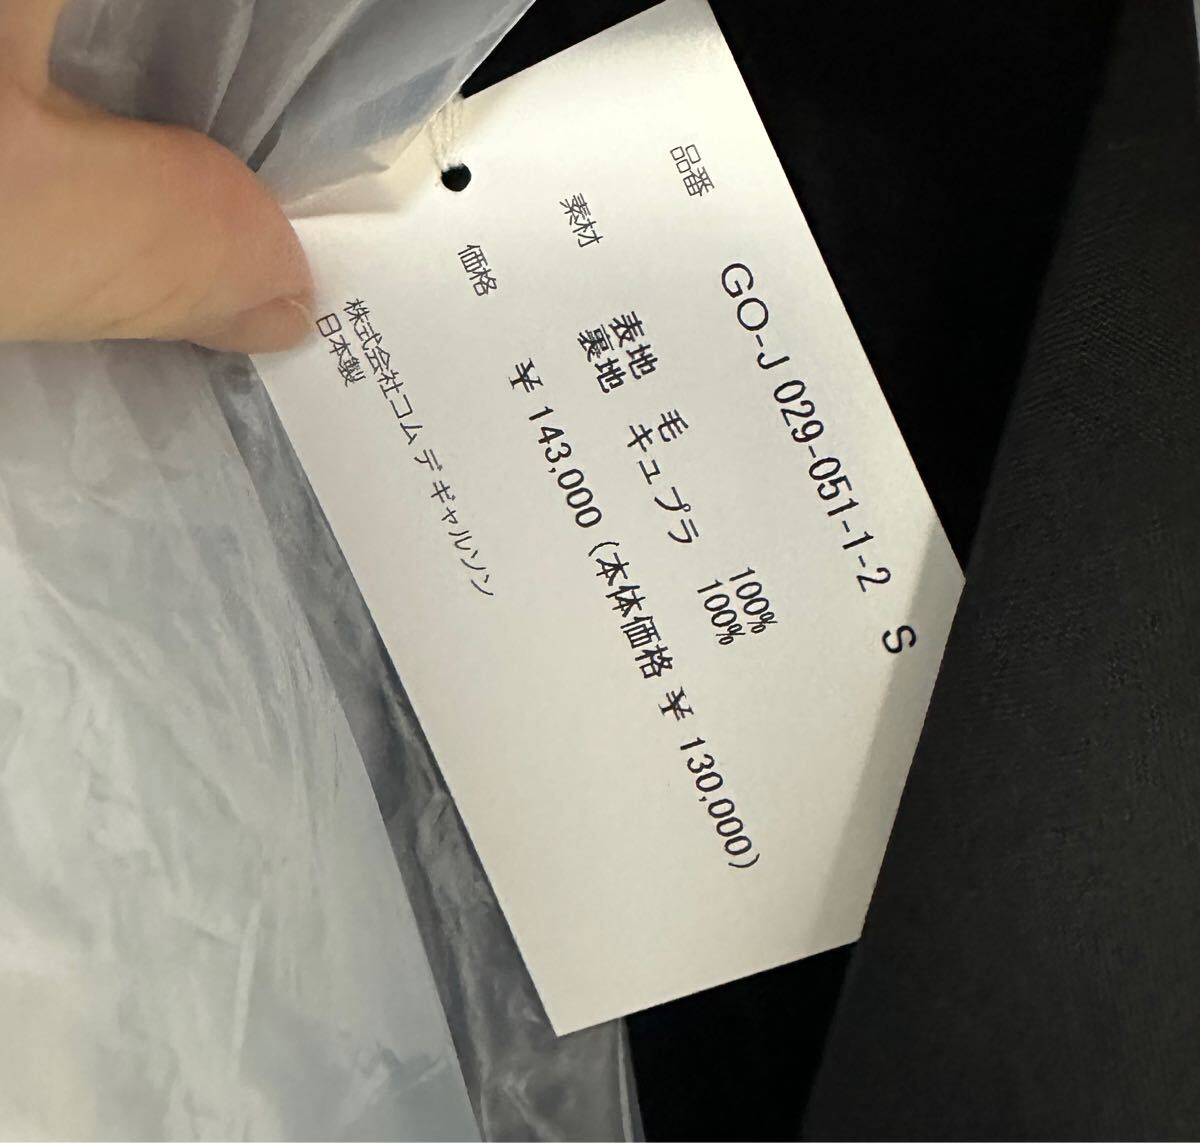 品番 GO-J 029-051-1-2 S
素材 表地 毛 100%
裏地 キュプラ 100%
価格 ¥ 143,000 (本体価格 ¥ 130,000)
株式会社コム デ ギャルソン
日本製